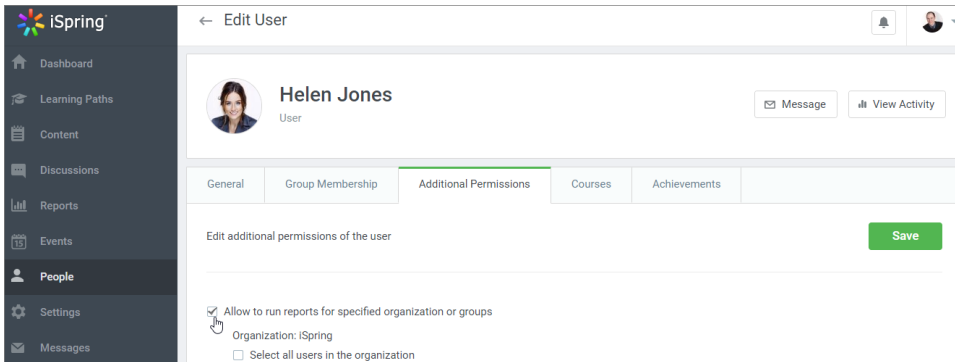 iSpring
← Edit User
Dashboard
Learning Paths
Content
Discussions
Reports
15 Events
People
Settings
Messages
Helen Jones
User
Message
View Activity
General
Group Membership
Additional Permissions
Courses
Achievements
Edit additional permissions of the user
Save
Allow to run reports for specified organization or groups
Organization: iSpring
Select all users in the organization